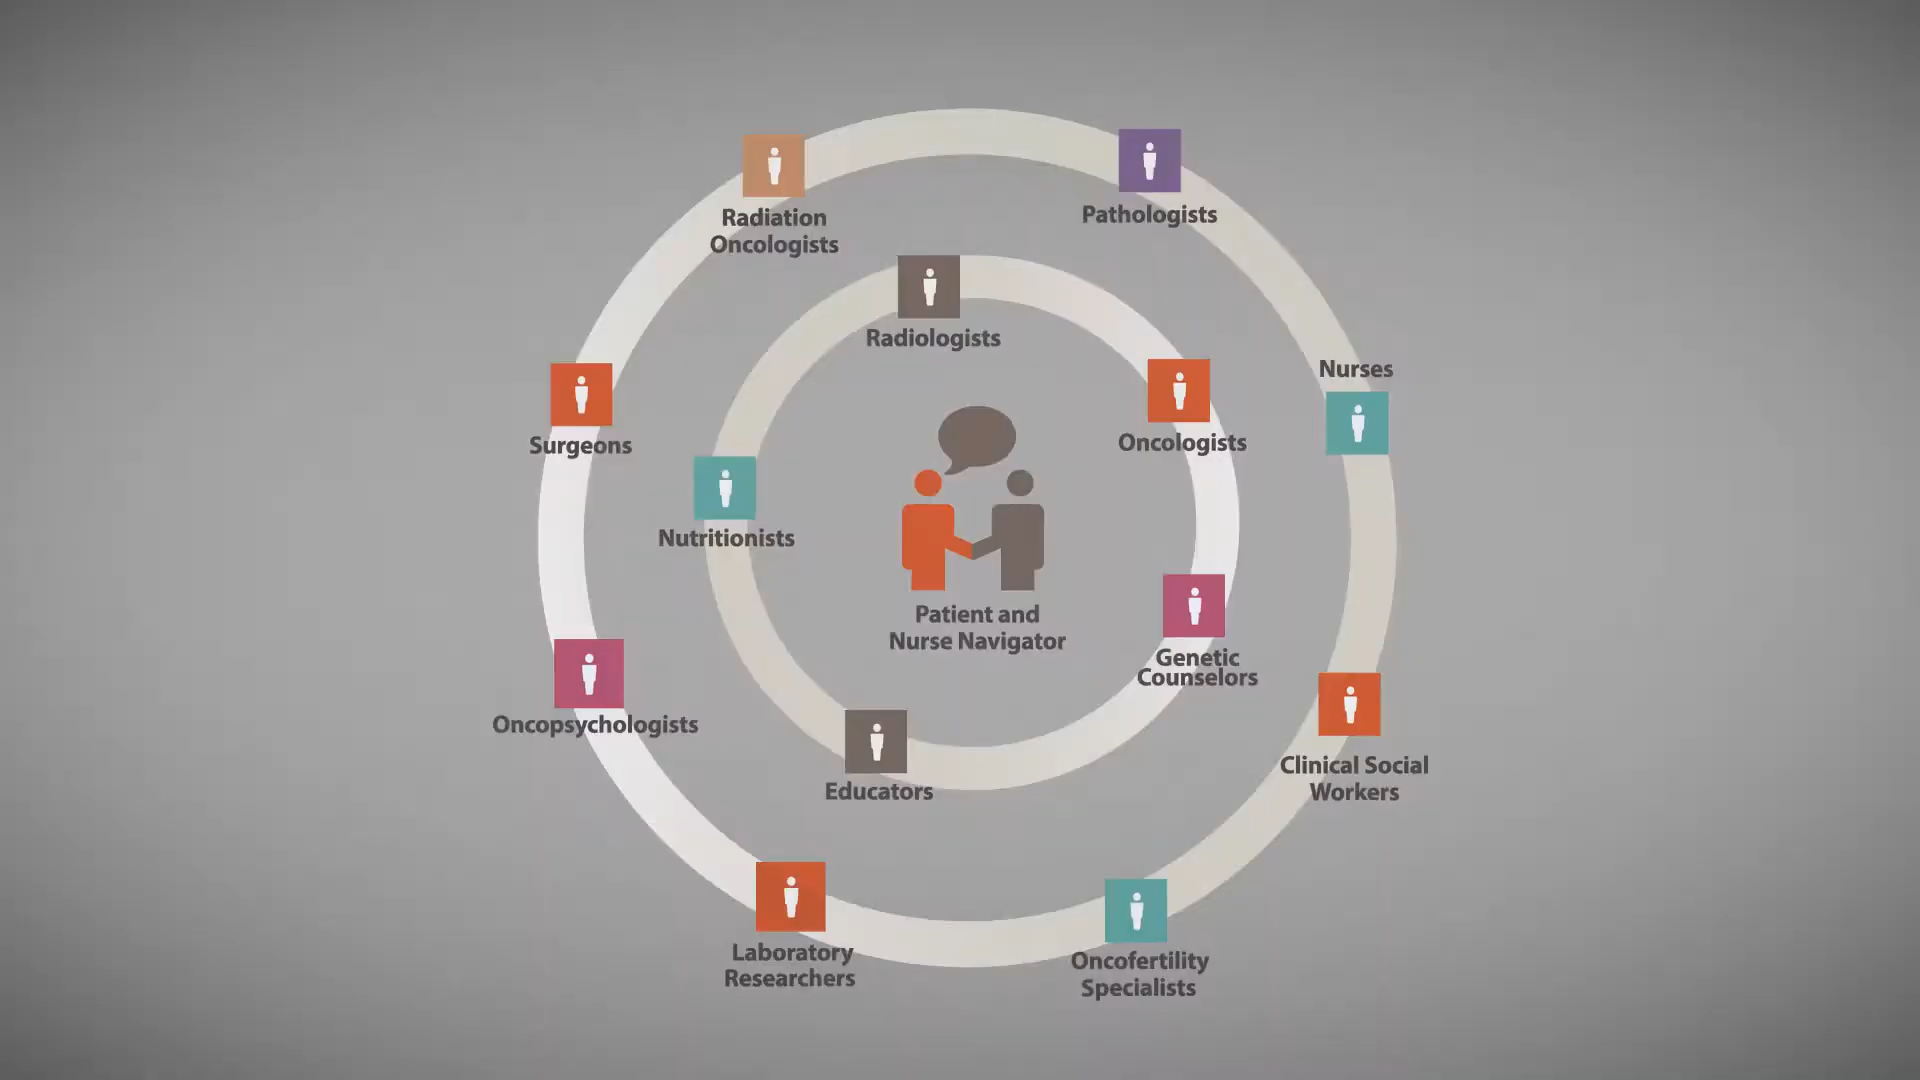 Radiation
Oncologists
Pathologists
Radiologists
Nurses
Surgeons
Oncologists
Nutritionists
Patient and
Nurse Navigator
Genetic
Counselors
Oncopsychologists
Clinical Social
Workers
Educators
Laboratory
Researchers
Oncofertility
Specialists